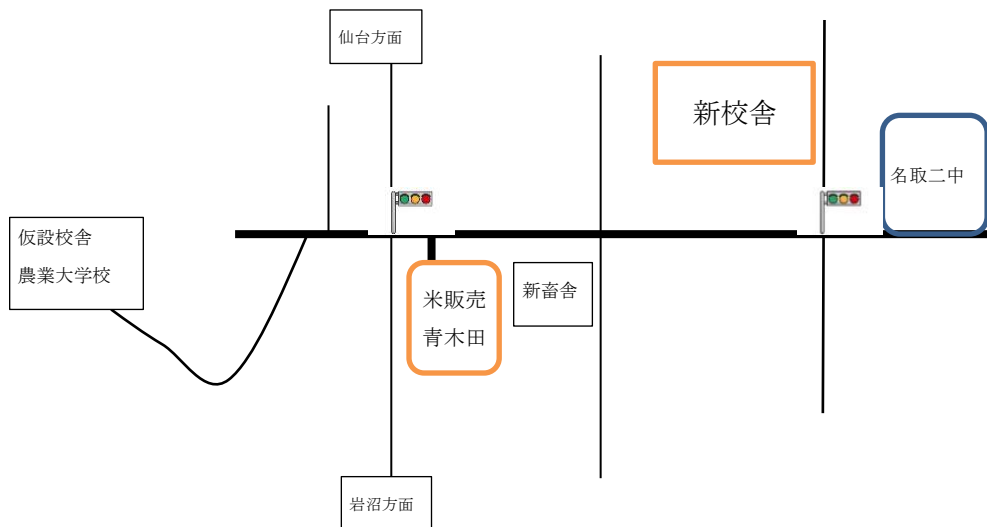 仙台方面
新校舎
名取二中
仮設校舎
農業大学校
米販売
青木田
新畜舎
岩沼方面